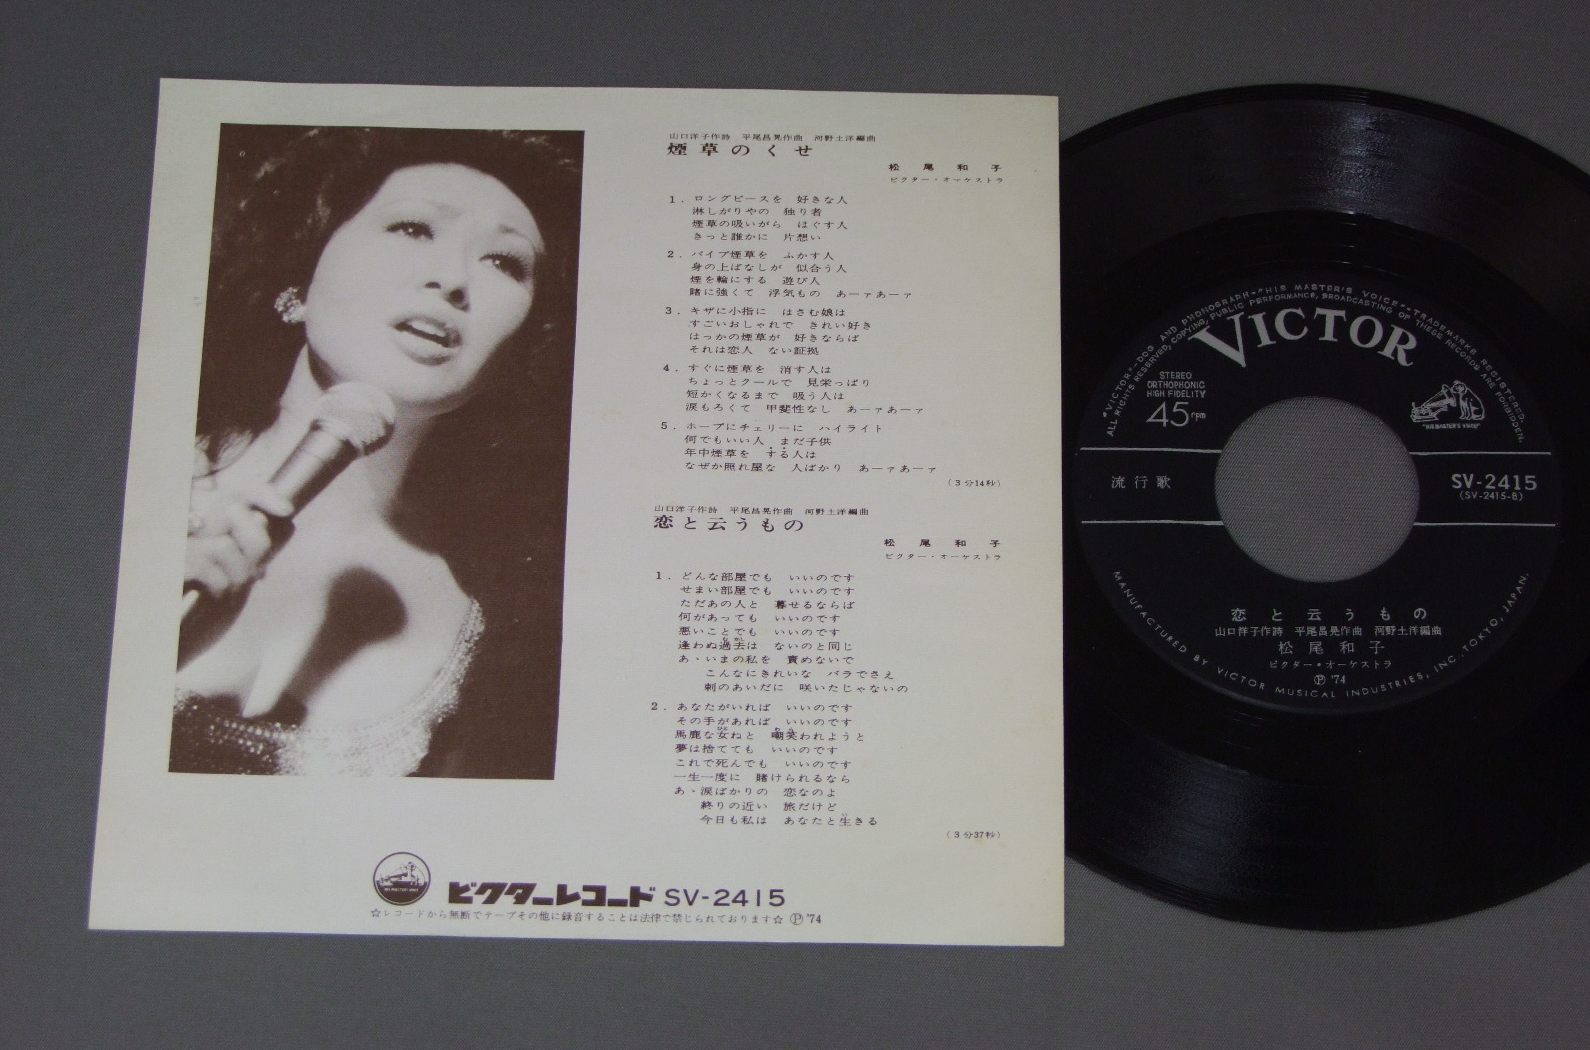 山口洋子作詩　平尾昌晃作曲　河野土洋編曲
煙草のくせ
松尾和子
ビクター・オーケストラ
1．ロングピースを　好きな人
淋しがりやの　独り者
煙草の吸いがら　ほぐす人
きっと誰かに　片想い
2．パイプ煙草を　ふかす人
身の上ばなしが　似合う人
煙を輪にする　遊び人
賭に強くて　浮気もの　あーァあーァ
3．キザに小指に　はさむ娘は
すごいおしゃれで　きれい好き
はっかの煙草が　好きならば
それは恋人　ない証拠
4．すぐに煙草を　消す人は
ちょっとクールで　見栄っぱり
短かくなるまで　吸う人は
涙もろくて　甲斐性なし　あーァあーァ
5．ホープにチェリーに　ハイライト
何でもいい人　まだ子供
年中煙草を　する人は
なぜか照れ屋な　人ばかり　あーァあーァ
（3分14秒）
山口洋子作詩　平尾昌晃作曲　河野土洋編曲
恋と云うもの
松尾和子
ビクター・オーケストラ
1．どんな部屋でも　いいのです
せまい部屋でも　いいのです
ただあの人と　暮せるならば
何があっても　いいのです
悪いことでも　いいのです
逢わぬ過去は　ないのと同じ
あゝいまの私を　責めないで
こんなにきれいな　バラでさえ
刺のあいだに　咲いたじゃないの
2．あなたがいれば　いいのです
その手があれば　いいのです
馬鹿な女ねと　嘲笑われようと
夢は捨てても　いいのです
これで死んでも　いいのです
一生一度に　賭けられるなら
あゝ涙ばかりの　恋なのよ
終りの近い　旅だけど
今日も私は　あなたと生きる
（3分37秒）
"HIS MASTER'S VOICE"
ビクターレコード SV-2415
☆レコードから無断でテープその他に録音することは法律で禁じられております☆ Ⓟ'74
"VICTOR"-DOG AND PHONOGRAPH-"HIS MASTER'S VOICE"-TRADEMARKS REGISTERED.
ALL RIGHTS RESERVED, COPYING, PUBLIC PERFORMANCE, BROADCASTING OF THESE RECORDS ARE FORBIDDEN.
VICTOR
STEREO
ORTHOPHONIC
HIGH FIDELITY
45rpm
"HIS MASTER'S VOICE"
流行歌
SV-2415
(SV-2415-B)
恋と云うもの
山口洋子作詩　平尾昌晃作曲　河野土洋編曲
松尾和子
ビクター・オーケストラ
Ⓟ '74
MANUFACTURED BY VICTOR MUSICAL INDUSTRIES, INC., TOKYO, JAPAN.